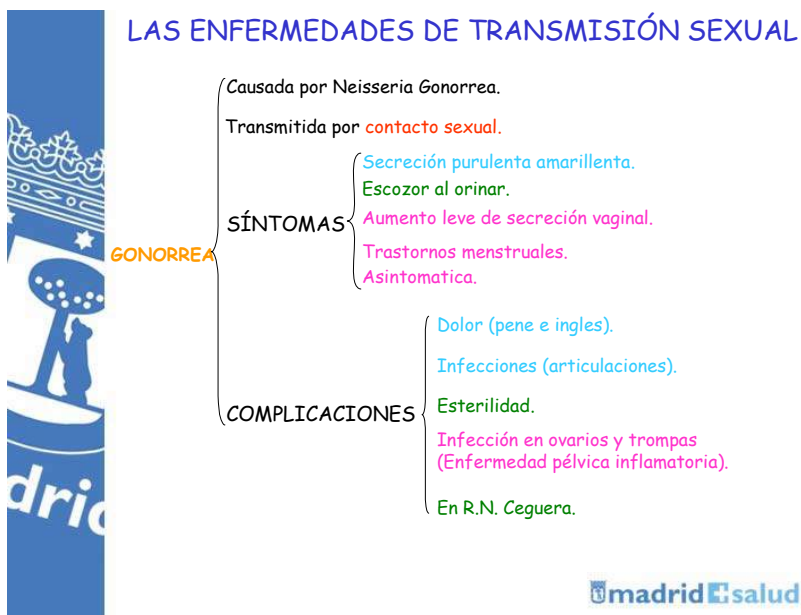 LAS ENFERMEDADES DE TRANSMISIÓN SEXUAL
Causada por Neisseria Gonorrea.
Transmitida por contacto sexual.
Secreción purulenta amarillenta.
Escozor al orinar.
SÍNTOMAS
Aumento leve de secreción vaginal.
GONORREA
Trastornos menstruales.
Asintomatica.
Dolor (pene e ingles).
Infecciones (articulaciones).
COMPLICACIONES
Esterilidad.
Infección en ovarios y trompas
(Enfermedad pélvica inflamatoria).
En R.N. Ceguera.
dric
madrid salud